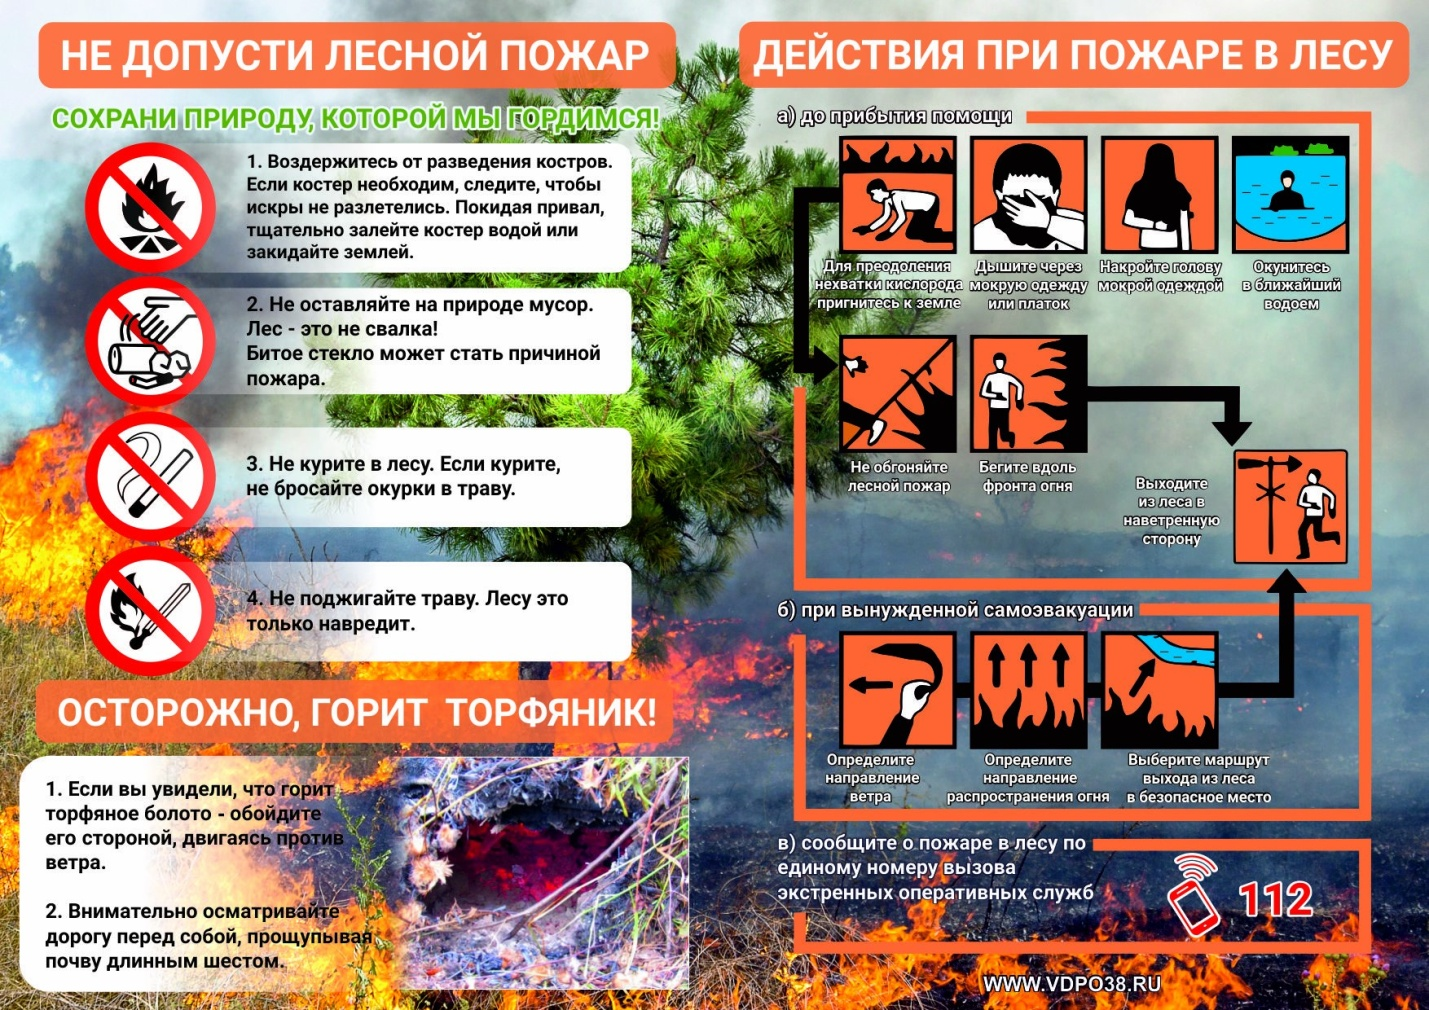 НЕ ДОПУСТИ ЛЕСНОЙ ПОЖАР
СОХРАНИ ПРИРОДУ, КОТОРОЙ МЫ ГОРДИМСЯ!
1. Воздержитесь от разведения костров.
Если костер необходим, следите, чтобы
искры не разлетелись. Покидая привал,
тщательно залейте костер водой или
закидайте землей.
2. Не оставляйте на природе мусор.
Лес - это не свалка!
Битое стекло может стать причиной
пожара.
3. Не курите в лесу. Если курите,
не бросайте окурки в траву.
4. Не поджигайте траву. Лесу это
только навредит.
ОСТОРОЖНО, ГОРИТ ТОРФЯНИК!
1. Если вы увидели, что горит
торфяное болото - обойдите
его стороной, двигаясь против
ветра.
2. Внимательно осматривайте
дорогу перед собой, прощупывая
почву длинным шестом.
ДЕЙСТВИЯ ПРИ ПОЖАРЕ В ЛЕСУ
а) до прибытия помощи
Для преодоления
нехватки кислорода
пригнитесь к земле
Дышите через
мокрую одежду
или платок
Накройте голову
мокрой одеждой
Окунитесь
в ближайший
водоем
Не обгоняйте
лесной пожар
Бегите вдоль
фронта огня
Выходите
из леса в
наветренную
сторону
б) при вынужденной самоэвакуации
Определите
направление
ветра
Определите
направление
распространения огня
Выберите маршрут
выхода из леса
в безопасное место
в) сообщите о пожаре в лесу по
единому номеру вызова
экстренных оперативных служб
112
WWW.VDPO38.RU